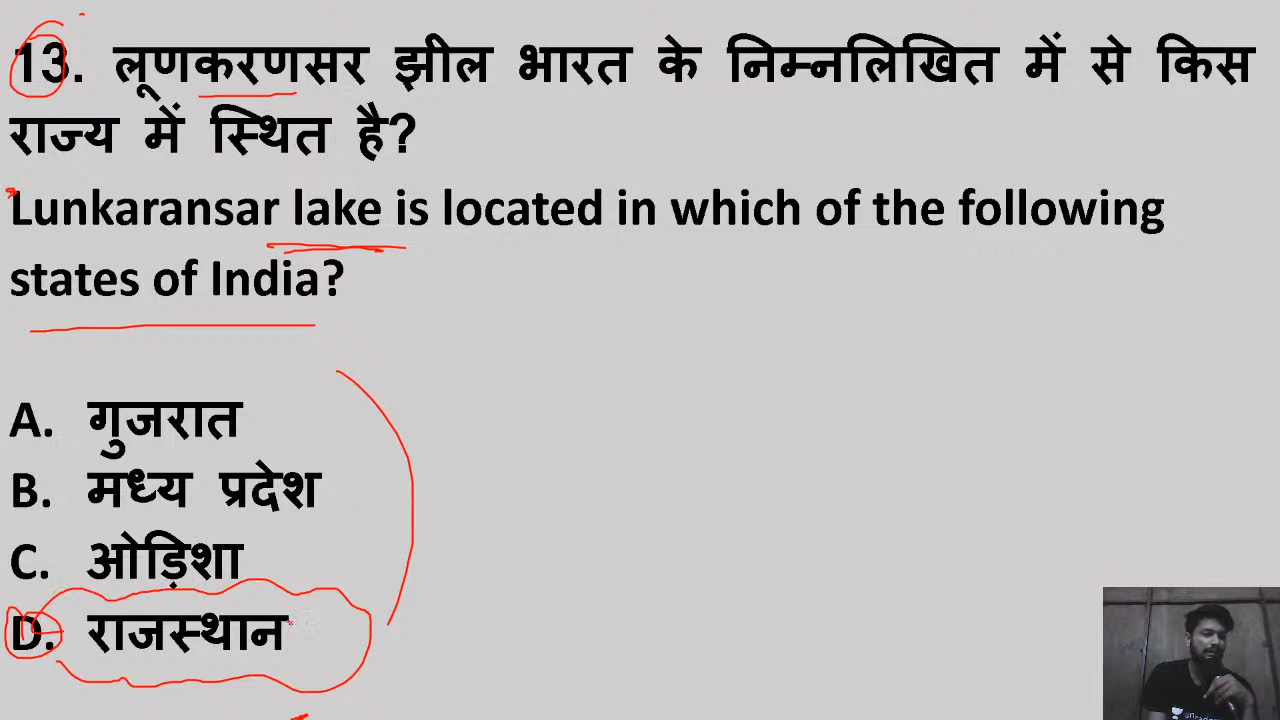 13. लूणकरणसर झील भारत के निम्नलिखित में से किस
राज्य में स्थित है?
Lunkaransar lake is located in which of the following
states of India?
A. गुजरात
B. मध्य प्रदेश
C. ओड़िशा
D. राजस्थान